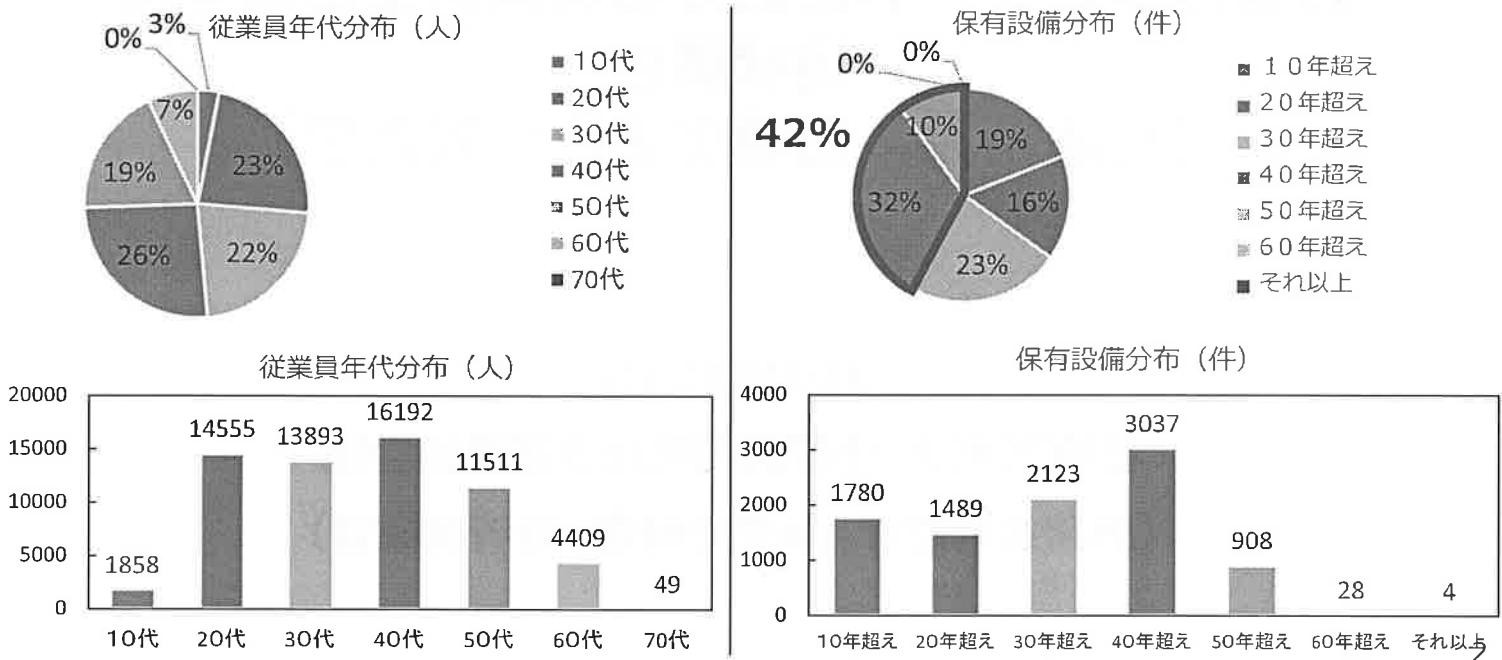 従業員年代分布（人）
0%
3%
23%
22%
26%
19%
7%
■ 10代
■ 20代
■ 30代
■ 40代
■ 50代
■ 60代
■ 70代
保有設備分布（件）
0%
0%
42%
19%
16%
23%
32%
10%
■ １０年超え
■ 20年超え
■ 30年超え
■ 40年超え
■ 50年超え
■ 60年超え
■ それ以上
従業員年代分布（人）
20000
15000
10000
5000
0
1858
14555
13893
16192
11511
4409
49
10代 20代 30代 40代 50代 60代 70代
保有設備分布（件）
4000
3000
2000
1000
0
1780
1489
2123
3037
908
28
4
10年超え 20年超え 30年超え 40年超え 50年超え 60年超え それ以上
2